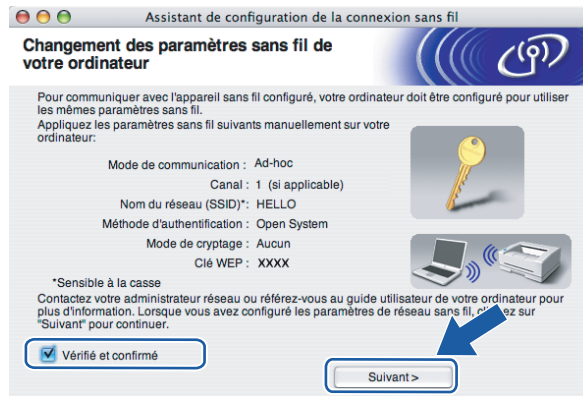 Assistant de configuration de la connexion sans fil
Changement des paramètres sans fil de
votre ordinateur
Pour communiquer avec l'appareil sans fil configuré, votre ordinateur doit être configuré pour utiliser
les mêmes paramètres sans fil.
Appliquez les paramètres sans fil suivants manuellement sur votre
ordinateur:
Mode de communication : Ad-hoc
Canal : 1 (si applicable)
Nom du réseau (SSID)*: HELLO
Méthode d'authentification : Open System
Mode de cryptage : Aucun
Clé WEP : XXXX
*Sensible à la casse
Contactez votre administrateur réseau ou référez-vous au guide utilisateur de votre ordinateur pour
plus d'information. Lorsque vous avez configuré les paramètres de réseau sans fil, cliquez sur
"Suivant" pour continuer.
Vérifié et confirmé
Suivant >